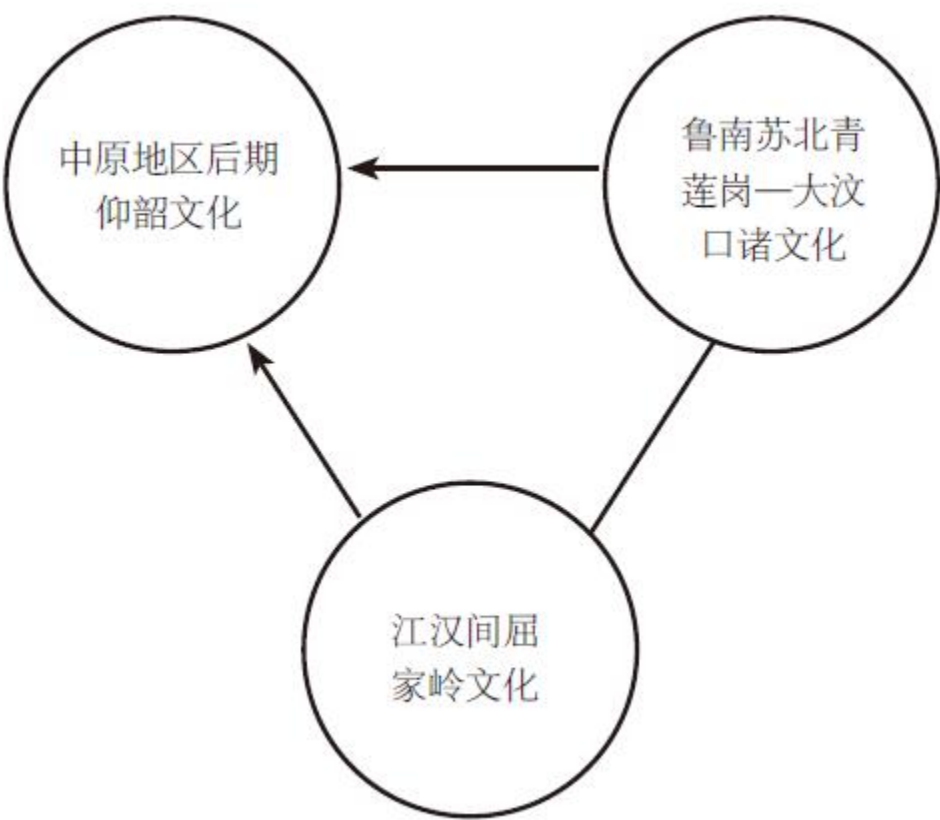 中原地区后期
仰韶文化
鲁南苏北青
莲岗—大汶
口诸文化
江汉间屈
家岭文化